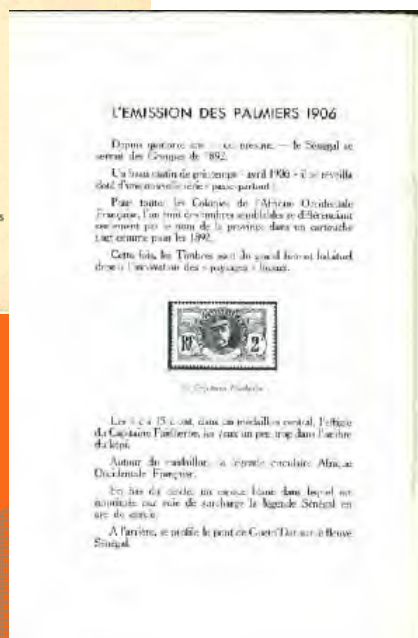 s
L'EMISSION DES PALMIERS 1906
Depuis quatorze ans — ou presque — le Sénégal se
servait des Groupes de 1892.
Un beau matin de printemps - avril 1906 - il se réveilla
doté d'une nouvelle série « passe-partout ».
Pour toutes les Colonies de l'Afrique Occidentale
Française, l'on émit des timbres semblables se différenciant
seulement par le nom de la province dans un cartouche
tout comme pour les 1892.
Cette fois, les Timbres sont du grand format habituel
des « paysages » locaux.
2
Capitaine Faidherbe
Les 1 c à 15 c ont, dans un médaillon central, l'effigie
du Capitaine Faidherbe, les yeux un peu trop dans l'ombre
du képi.
Autour du médaillon, la légende circulaire Afrique
Occidentale Française.
En bas du cercle, un espace blanc dans lequel est
imprimée par voie de surcharge la légende Sénégal en
arc de cercle.
A l'arrière, se profile le pont de Guet N'Dar sur le fleuve
Sénégal.